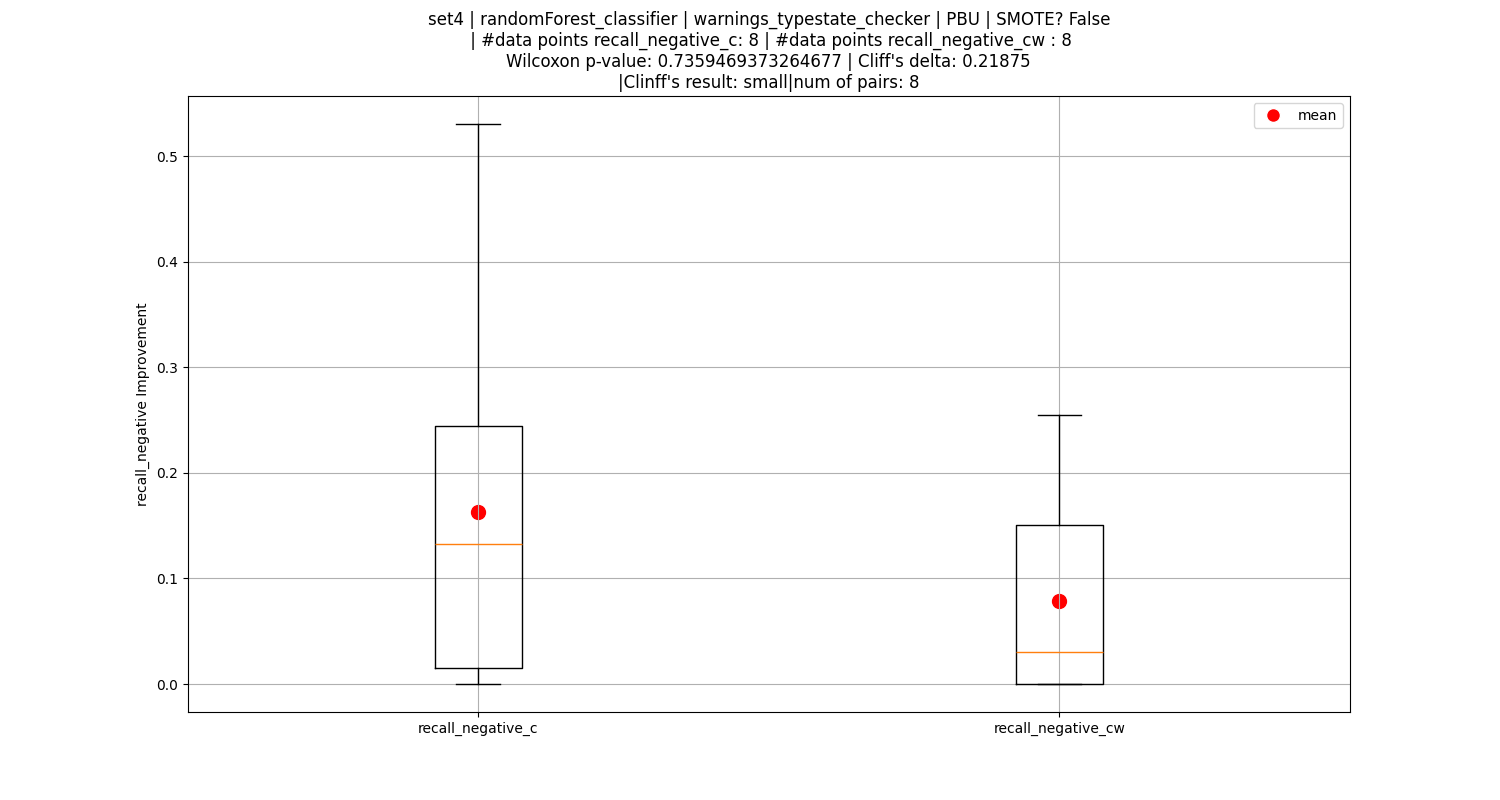 set4 | randomForest_classifier | warnings_typestate_checker | PBU | SMOTE? False
| #data points recall_negative_c: 8 | #data points recall_negative_cw : 8
Wilcoxon p-value: 0.7359469373264677 | Cliff's delta: 0.21875
|Clinff's result: small|num of pairs: 8
mean
0.5
0.4
0.3
0.2
0.1
0.0
recall_negative Improvement
recall_negative_c
recall_negative_cw